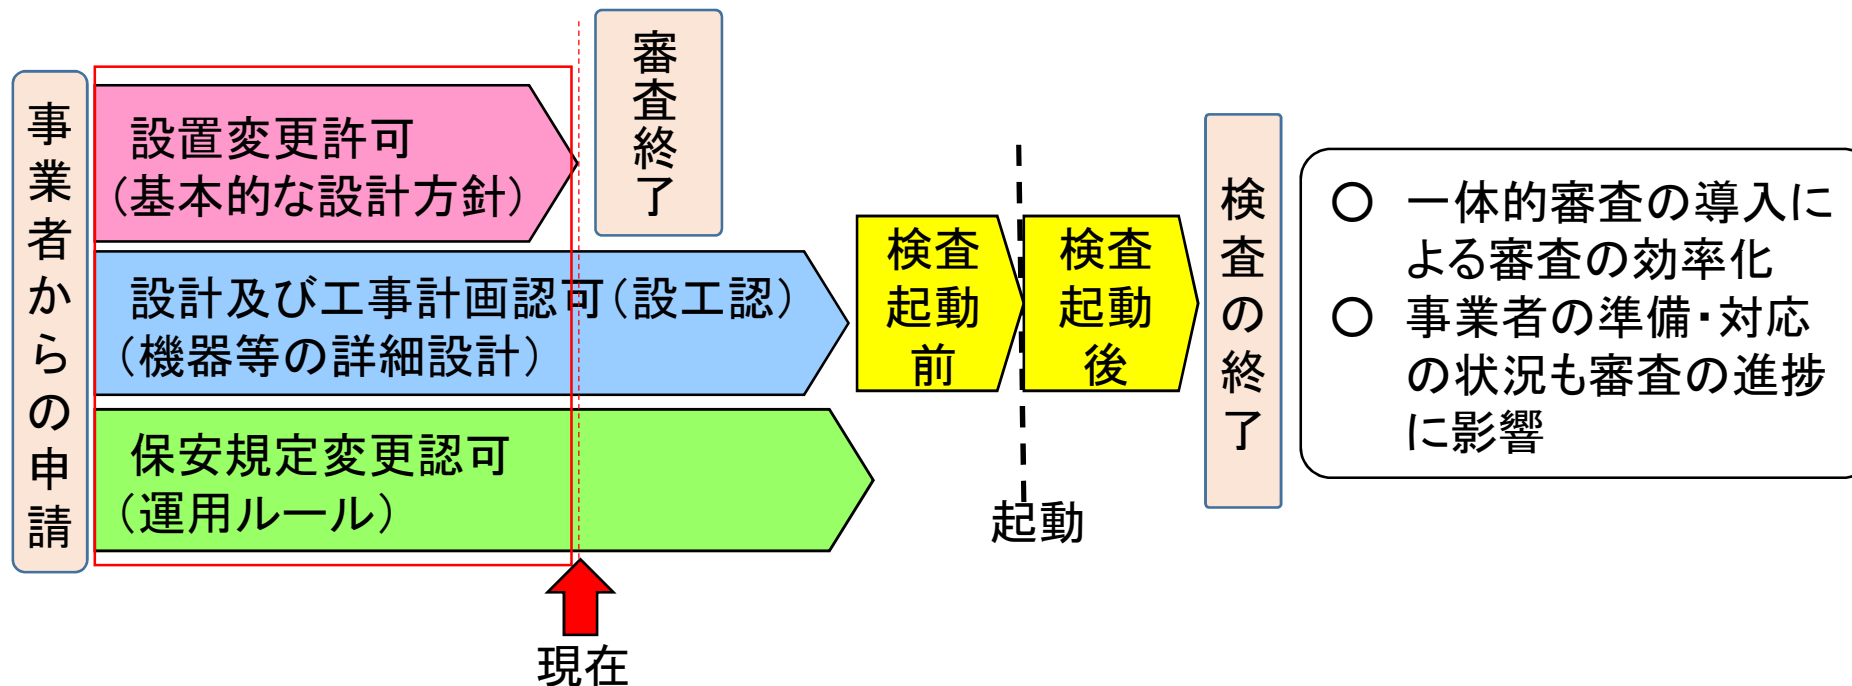 事業者からの申請
設置変更許可
(基本的な設計方針)
審査終了
設計及び工事計画認可(設工認)
(機器等の詳細設計)
保安規定変更認可
(運用ルール)
現在
検査
起動
前
検査
起動
後
起動
検査の終了
○ 一体的審査の導入に
よる審査の効率化
○ 事業者の準備・対応
の状況も審査の進捗
に影響